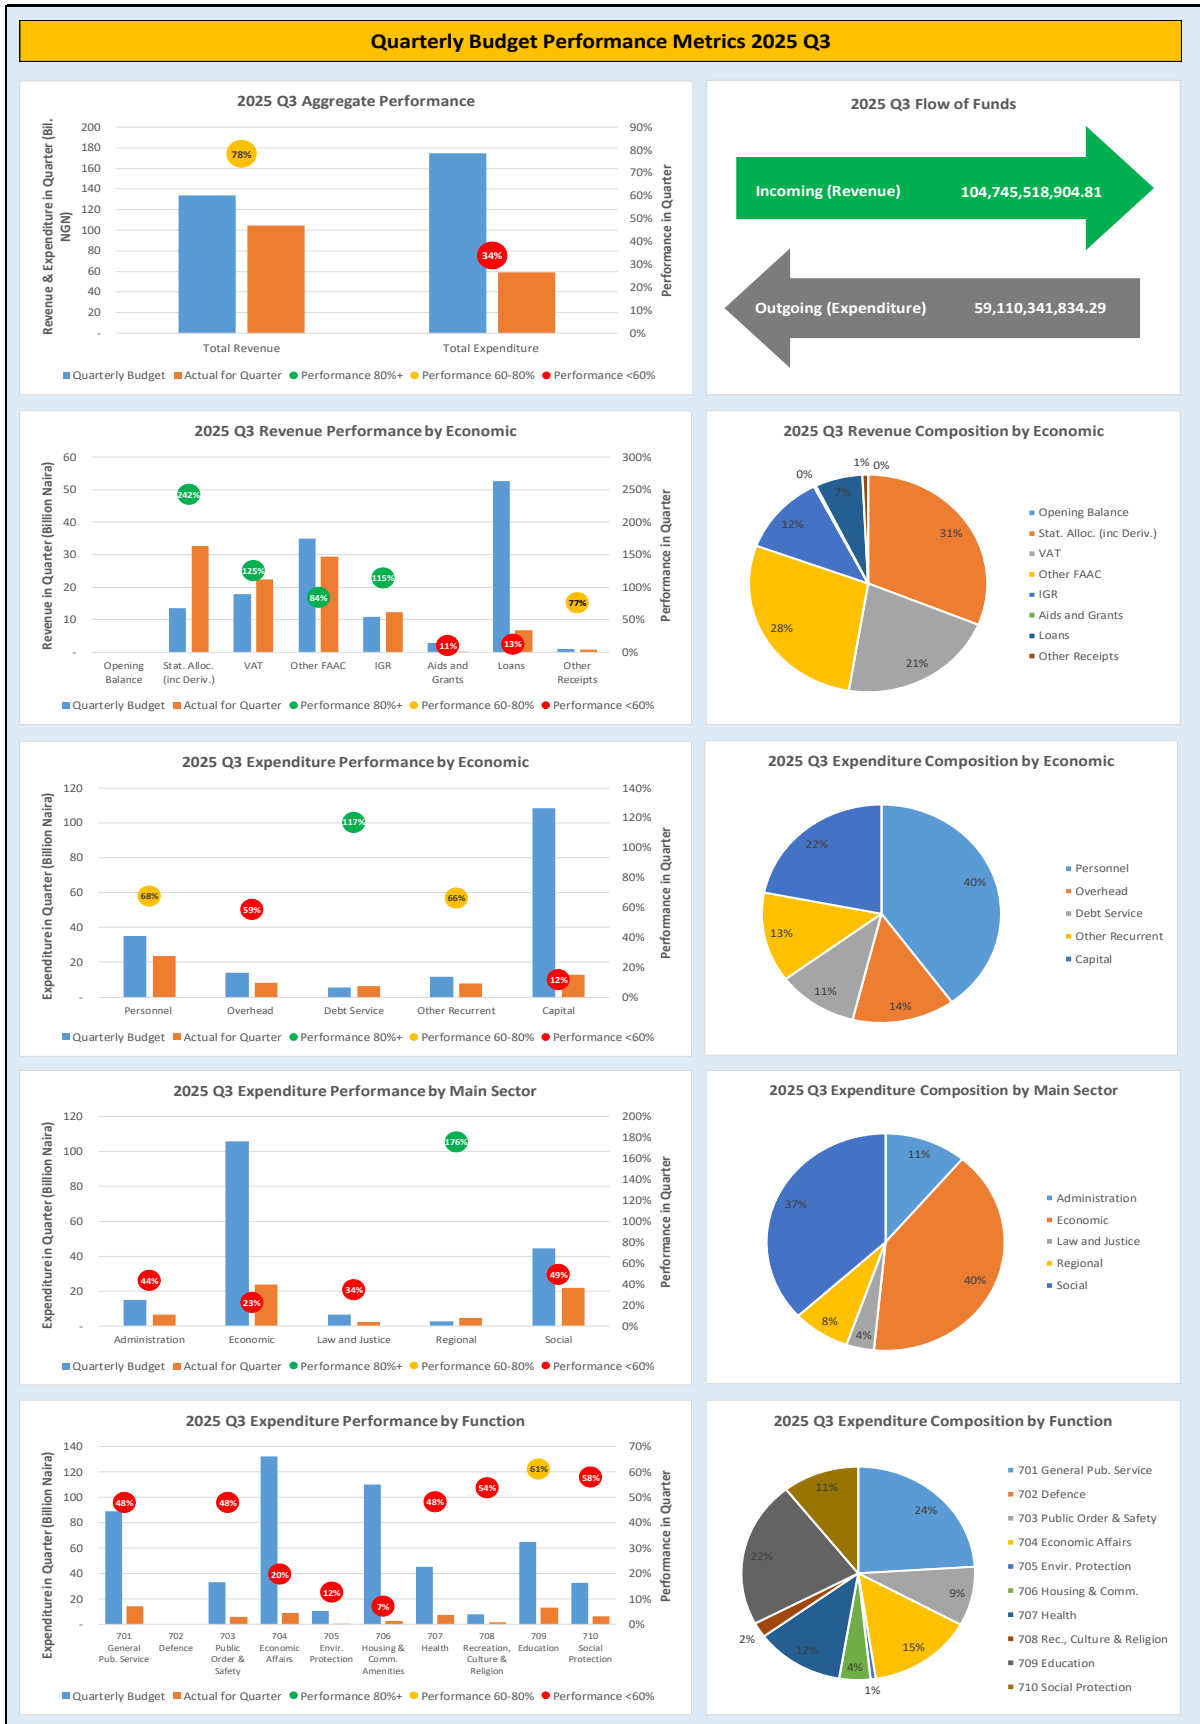 Quarterly Budget Performance Metrics 2025 Q3
2025 Q3 Aggregate Performance
Revenue & Expenditure in Quarter (Bil.
NGN)
200
180
160
140
120
100
80
60
40
20
-
90%
80%
70%
60%
50%
40%
30%
20%
10%
0%
Performance in Quarter
78%
34%
Total Revenue
Total Expenditure
Quarterly Budget
Actual for Quarter
Performance 80%+
Performance 60-80%
Performance <60%
2025 Q3 Flow of Funds
Incoming (Revenue) 104,745,518,904.81
Outgoing (Expenditure) 59,110,341,834.29
2025 Q3 Revenue Performance by Economic
Revenue in Quarter (Billion Naira)
60
50
40
30
20
10
-
300%
250%
200%
150%
100%
50%
0%
Performance in Quarter
242%
125%
84%
115%
11%
13%
77%
Opening
Balance
Stat. Alloc.
(inc Deriv.)
VAT
Other FAAC
IGR
Aids and
Grants
Loans
Other
Receipts
Quarterly Budget
Actual for Quarter
Performance 80%+
Performance 60-80%
Performance <60%
2025 Q3 Revenue Composition by Economic
0%
1%
0%
7%
12%
31%
28%
21%
Opening Balance
Stat. Alloc. (inc Deriv.)
VAT
Other FAAC
IGR
Aids and Grants
Loans
Other Receipts
2025 Q3 Expenditure Performance by Economic
Expenditure in Quarter (Billion Naira)
120
100
80
60
40
20
-
140%
120%
100%
80%
60%
40%
20%
0%
Performance in Quarter
68%
59%
117%
66%
12%
Personnel
Overhead
Debt Service
Other Recurrent
Capital
Quarterly Budget
Actual for Quarter
Performance 80%+
Performance 60-80%
Performance <60%
2025 Q3 Expenditure Composition by Economic
22%
40%
13%
11%
14%
Personnel
Overhead
Debt Service
Other Recurrent
Capital
2025 Q3 Expenditure Performance by Main Sector
Expenditure in Quarter (Billion Naira)
120
100
80
60
40
20
-
200%
180%
160%
140%
120%
100%
80%
60%
40%
20%
0%
Performance in Quarter
44%
23%
34%
176%
49%
Administration
Economic
Law and Justice
Regional
Social
Quarterly Budget
Actual for Quarter
Performance 80%+
Performance 60-80%
Performance <60%
2025 Q3 Expenditure Composition by Main Sector
11%
37%
40%
8%
4%
Administration
Economic
Law and Justice
Regional
Social
2025 Q3 Expenditure Performance by Function
Expenditure in Quarter (Billion Naira)
140
120
100
80
60
40
20
-
70%
60%
50%
40%
30%
20%
10%
0%
Performance in Quarter
48%
48%
20%
12%
7%
48%
54%
61%
58%
701
General
Pub. Service
702
Defence
703
Public
Order &
Safety
704
Economic
Affairs
705
Envir.
Protection
706
Housing &
Comm.
Amenities
707
Health
708
Recreation,
Culture &
Religion
709
Education
710
Social
Protection
Quarterly Budget
Actual for Quarter
Performance 80%+
Performance 60-80%
Performance <60%
2025 Q3 Expenditure Composition by Function
11%
24%
22%
9%
2%
12%
15%
4%
1%
701 General Pub. Service
702 Defence
703 Public Order & Safety
704 Economic Affairs
705 Envir. Protection
706 Housing & Comm.
707 Health
708 Rec., Culture & Religion
709 Education
710 Social Protection